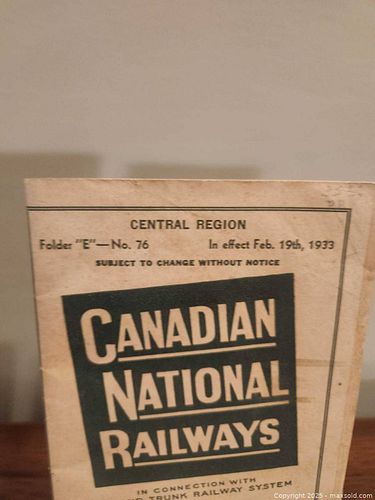 CENTRAL REGION
Folder "E"—No. 76 In effect Feb. 19th, 1933
SUBJECT TO CHANGE WITHOUT NOTICE
CANADIAN
NATIONAL
RAILWAYS
IN CONNECTION WITH
TRUNK RAILWAY SYSTEM
Copyright 2025 - maxsold.com